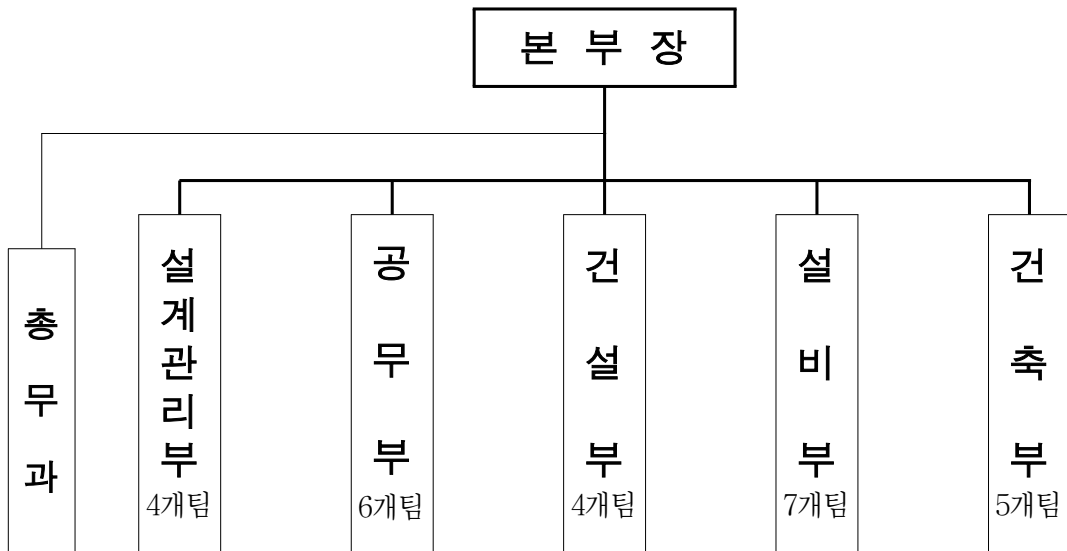 본 부 장
총무과
설계관리부
4개팀
공무부
6개팀
건설부
4개팀
설비부
7개팀
건축부
5개팀